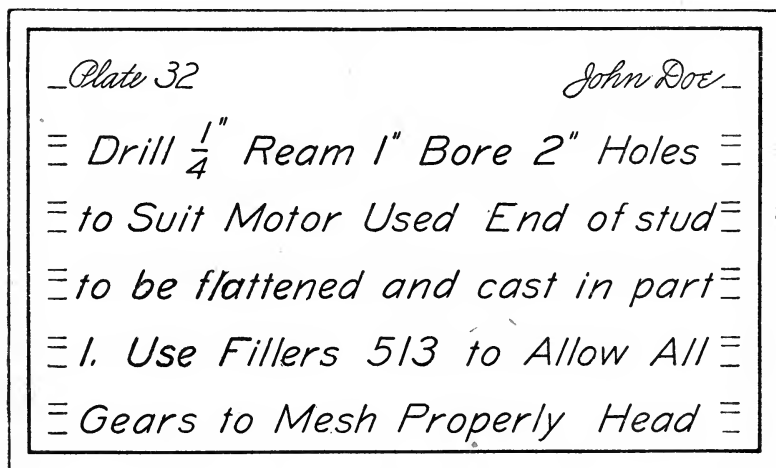 Plate 32 John Doe
Drill 1/4" Ream 1" Bore 2" Holes
to Suit Motor Used End of stud
to be flattened and cast in part
1. Use Fillers 513 to Allow All
Gears to Mesh Properly Head